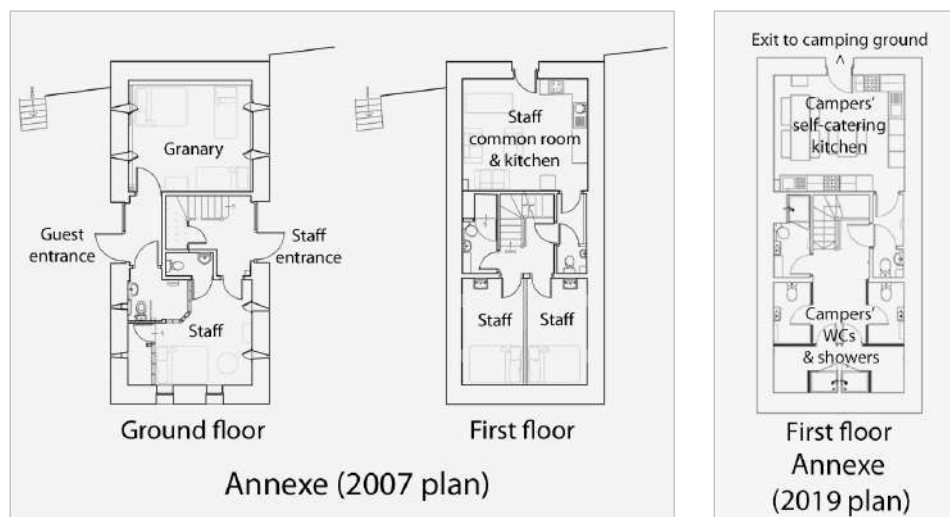 Granary
Guest
entrance
Staff
entrance
Staff
Ground floor
Staff
common room
& kitchen
Staff
Staff
First floor
Annexe (2007 plan)
Exit to camping ground
Campers'
self-catering
kitchen
Campers'
WCs
& showers
First floor
Annexe
(2019 plan)